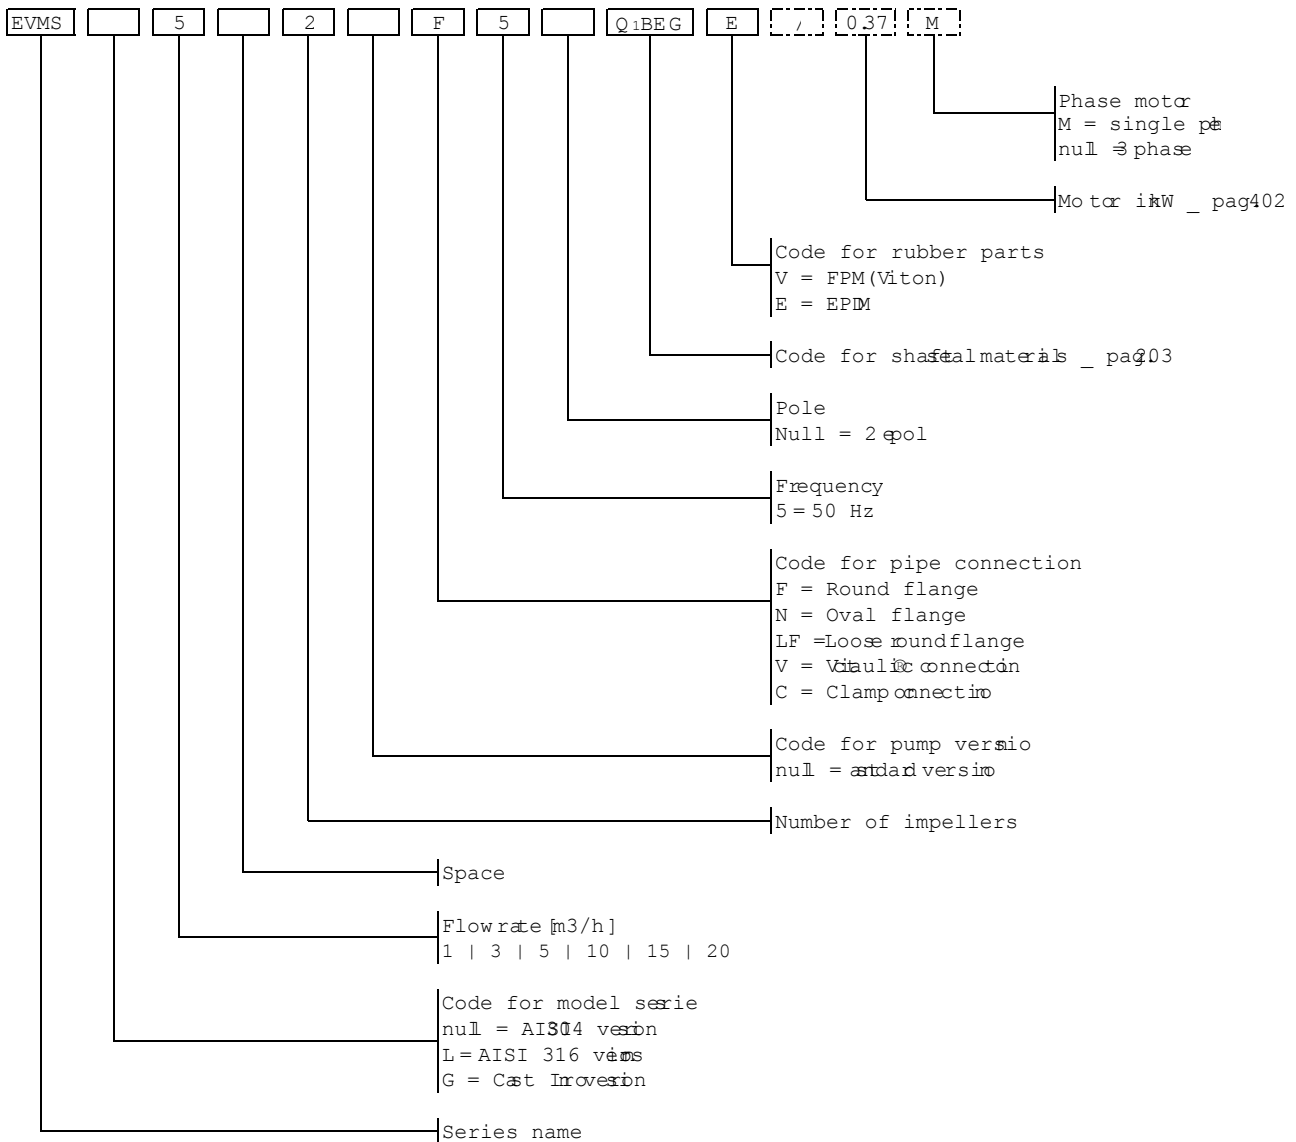 EVMS 5 2 F 5 Q1BEG E / 0.37 M
Phase motor
M = single
null = 3 phase
Motor in kW _ pag. 402
Code for rubber parts
V = FPM (Viton)
E = EPDM
Code for shaft seal materials _ pag. 203
Pole
Null = 2 pole
Frequency
5 = 50 Hz
Code for pipe connection
F = Round flange
N = Oval flange
LF = Loose round flange
V = Victaulic® connection
C = Clamp connection
Code for pump version
null = standard version
Number of impellers
Space
Flow rate [m3/h]
1 | 3 | 5 | 10 | 15 | 20
Code for model serie
null = AISI 304 version
L = AISI 316 version
G = Cast Iron version
Series name